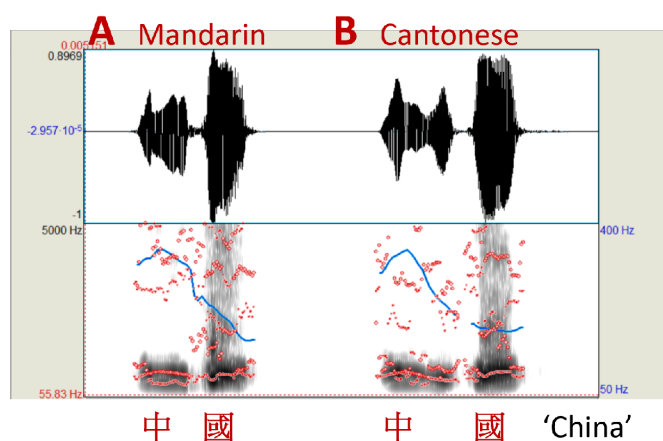 A Mandarin B Cantonese
0.005151
0.8969
-2.957·10⁻⁵
-1
5000 Hz 400 Hz
55.83 Hz 50 Hz
中 國 中 國 ‘China’